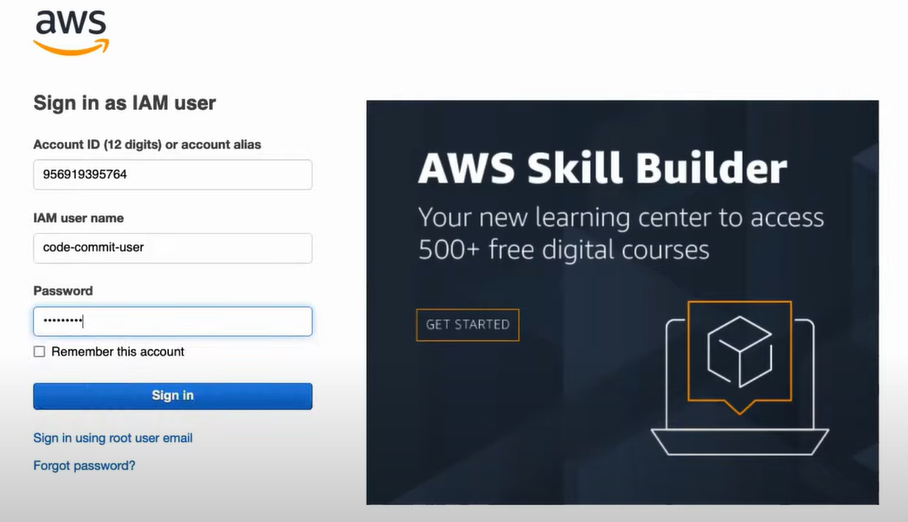 aws
Sign in as IAM user
Account ID (12 digits) or account alias
956919395764
IAM user name
code-commit-user
Password
•••••••••
Remember this account
Sign in
Sign in using root user email
Forgot password?
AWS Skill Builder
Your new learning center to access
500+ free digital courses
GET STARTED